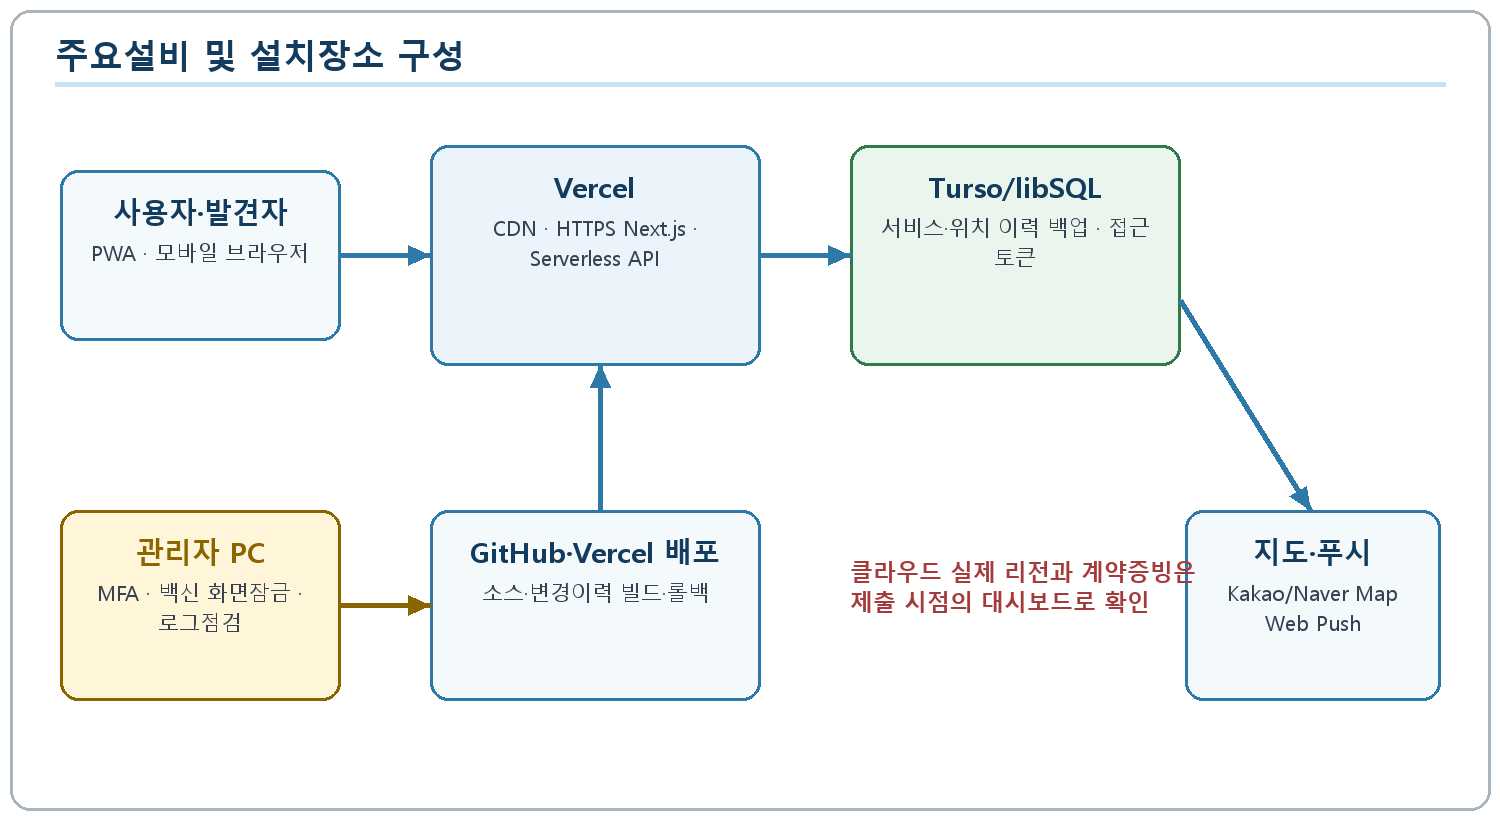 주요설비 및 설치장소 구성
사용자·발견자
PWA · 모바일 브라우저
Vercel
CDN · HTTPS Next.js ·
Serverless API
Turso/libSQL
서비스·위치 이력 백업 · 접근
토큰
관리자 PC
MFA · 백신 화면잠금 ·
로그점검
GitHub·Vercel 배포
소스·변경이력 빌드·롤백
클라우드 실제 리전과 계약증빙은
제출 시점의 대시보드로 확인
지도·푸시
Kakao/Naver Map
Web Push